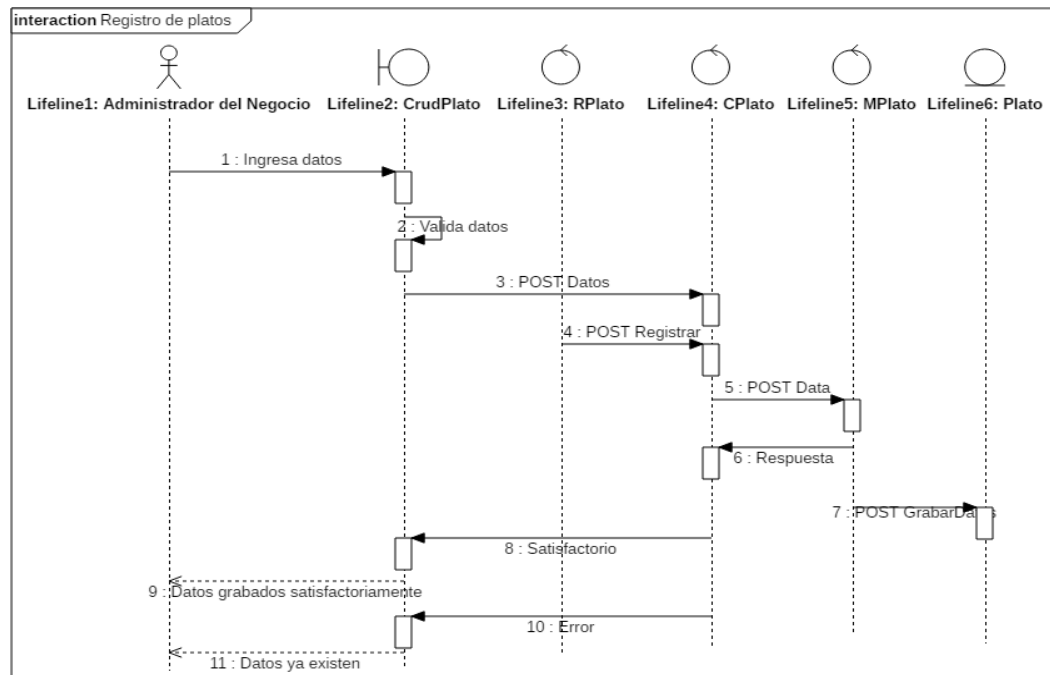 interaction Registro de platos
Lifeline1: Administrador del Negocio
Lifeline2: CrudPlato
Lifeline3: RPlato
Lifeline4: CPlato
Lifeline5: MPlato
Lifeline6: Plato
1 : Ingresa datos
2 : Valida datos
3 : POST Datos
4 : POST Registrar
5 : POST Data
6 : Respuesta
7 : POST GrabarDatos
8 : Satisfactorio
9 : Datos grabados satisfactoriamente
10 : Error
11 : Datos ya existen